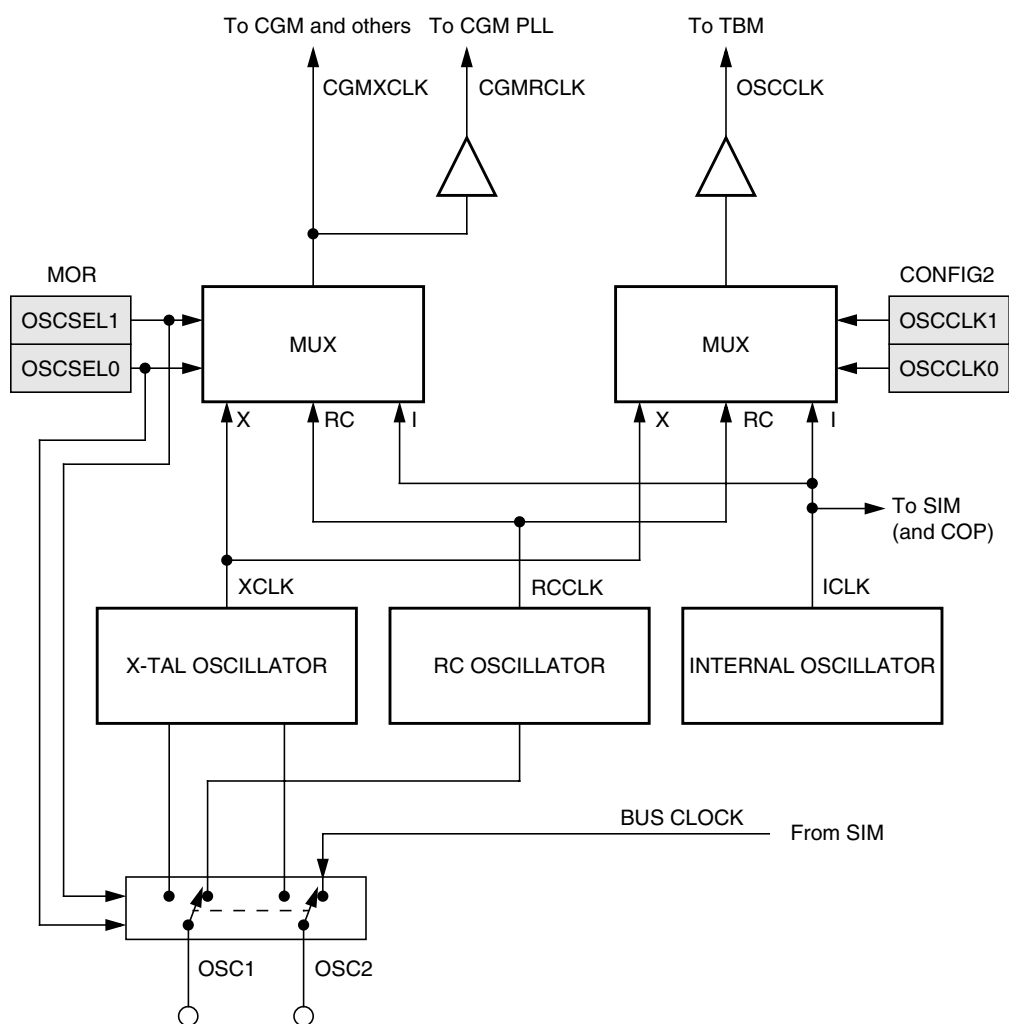 To CGM and others
To CGM PLL
To TBM
CGMXCLK
CGMRCLK
OSCCLK
MOR
CONFIG2
OSCSEL1
OSCSEL0
MUX
MUX
OSCCLK1
OSCCLK0
X
RC
I
X
RC
I
To SIM
(and COP)
XCLK
RCCLK
ICLK
X-TAL OSCILLATOR
RC OSCILLATOR
INTERNAL OSCILLATOR
BUS CLOCK
From SIM
OSC1
OSC2